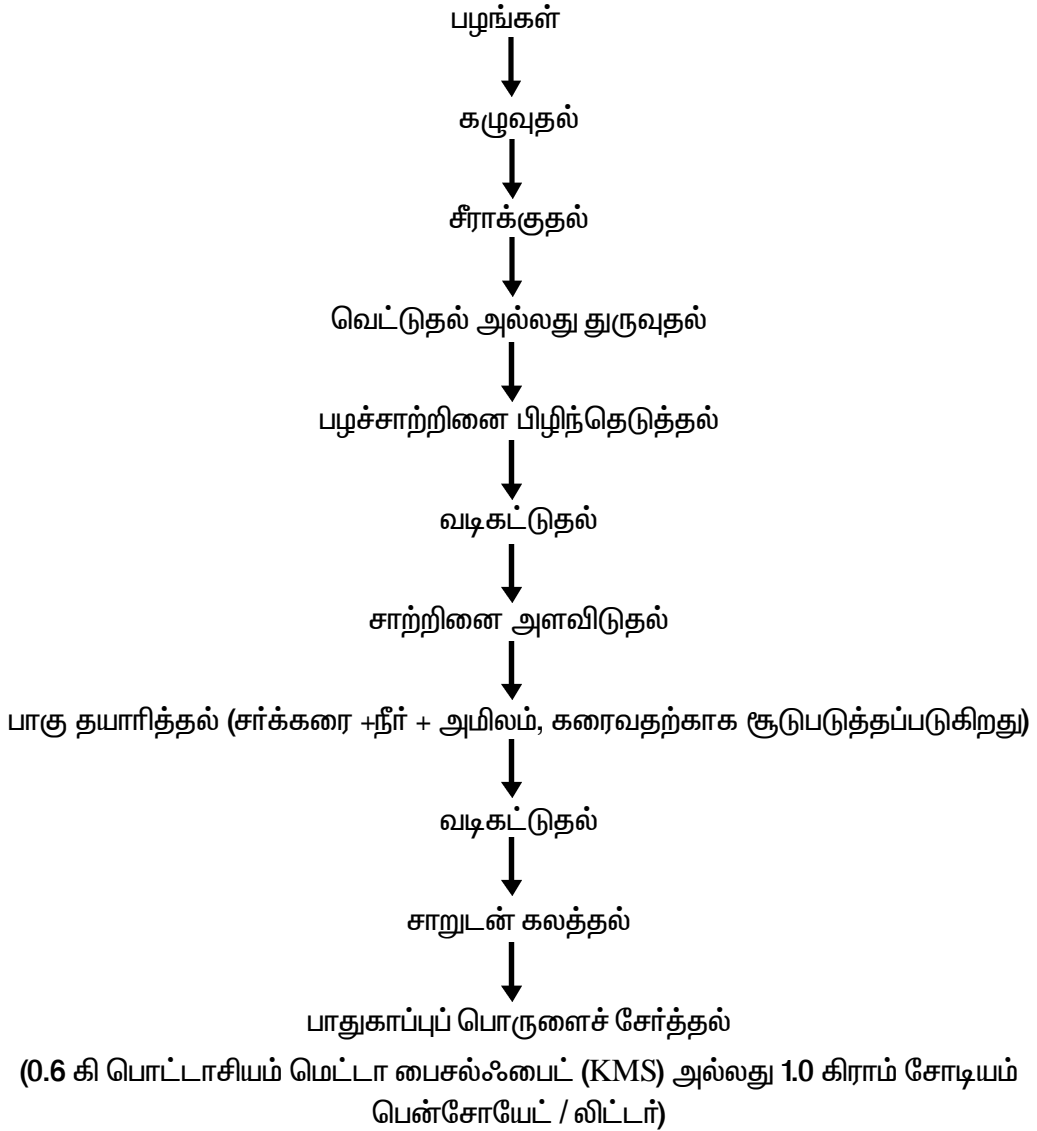 பழங்கள்
கழுவுதல்
சீராக்குதல்
வெட்டுதல் அல்லது துருவுதல்
பழச்சாற்றினை பிழிந்தெடுத்தல்
வடிகட்டுதல்
சாற்றினை அளவிடுதல்
பாகு தயாரித்தல் (சர்க்கரை +நீர் + அமிலம், கரைவதற்காக சூடுபடுத்தப்படுகிறது)
வடிகட்டுதல்
சாறுடன் கலத்தல்
பாதுகாப்புப் பொருளைச் சேர்த்தல்
(0.6 கி பொட்டாசியம் மெட்டா பைசல்ஃபைட் (KMS) அல்லது 1.0 கிராம் சோடியம்
பென்சோயேட் / லிட்டர்)